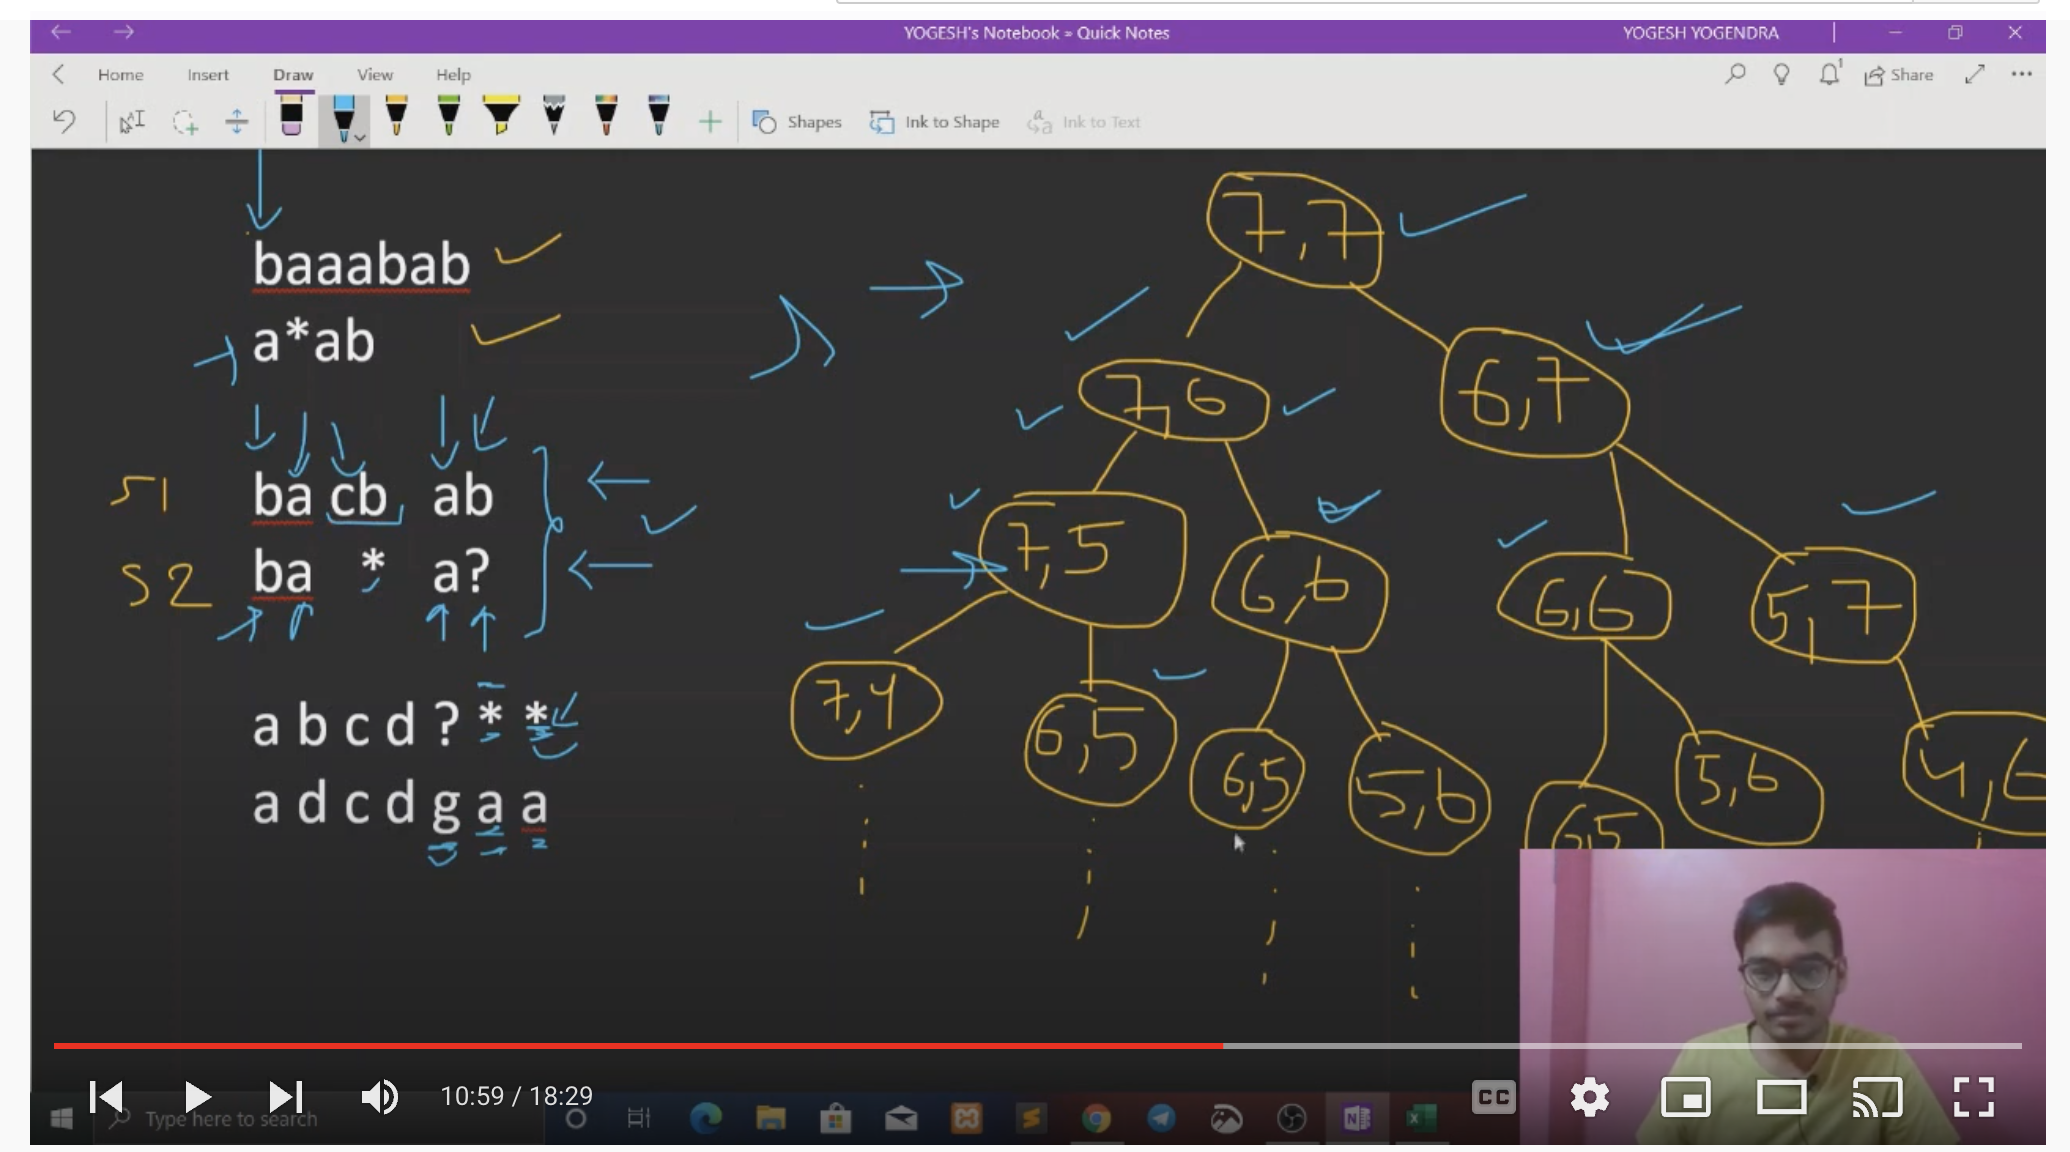 YOGESH's Notebook » Quick Notes
YOGESH YOGENDRA
Home Insert Draw View Help
1
Share
Shapes
Ink to Shape
Ink to Text
baaabab
a*ab
S1 ba cb ab
S2 ba * a?
a b c d ? * *
a d c d g a a
7,7
7,6
6,7
7,5
6,6
6,6
5,7
7,4
6,5
6,5
5,6
6,5
5,6
4,6
10:59 / 18:29
CC
Type here to search